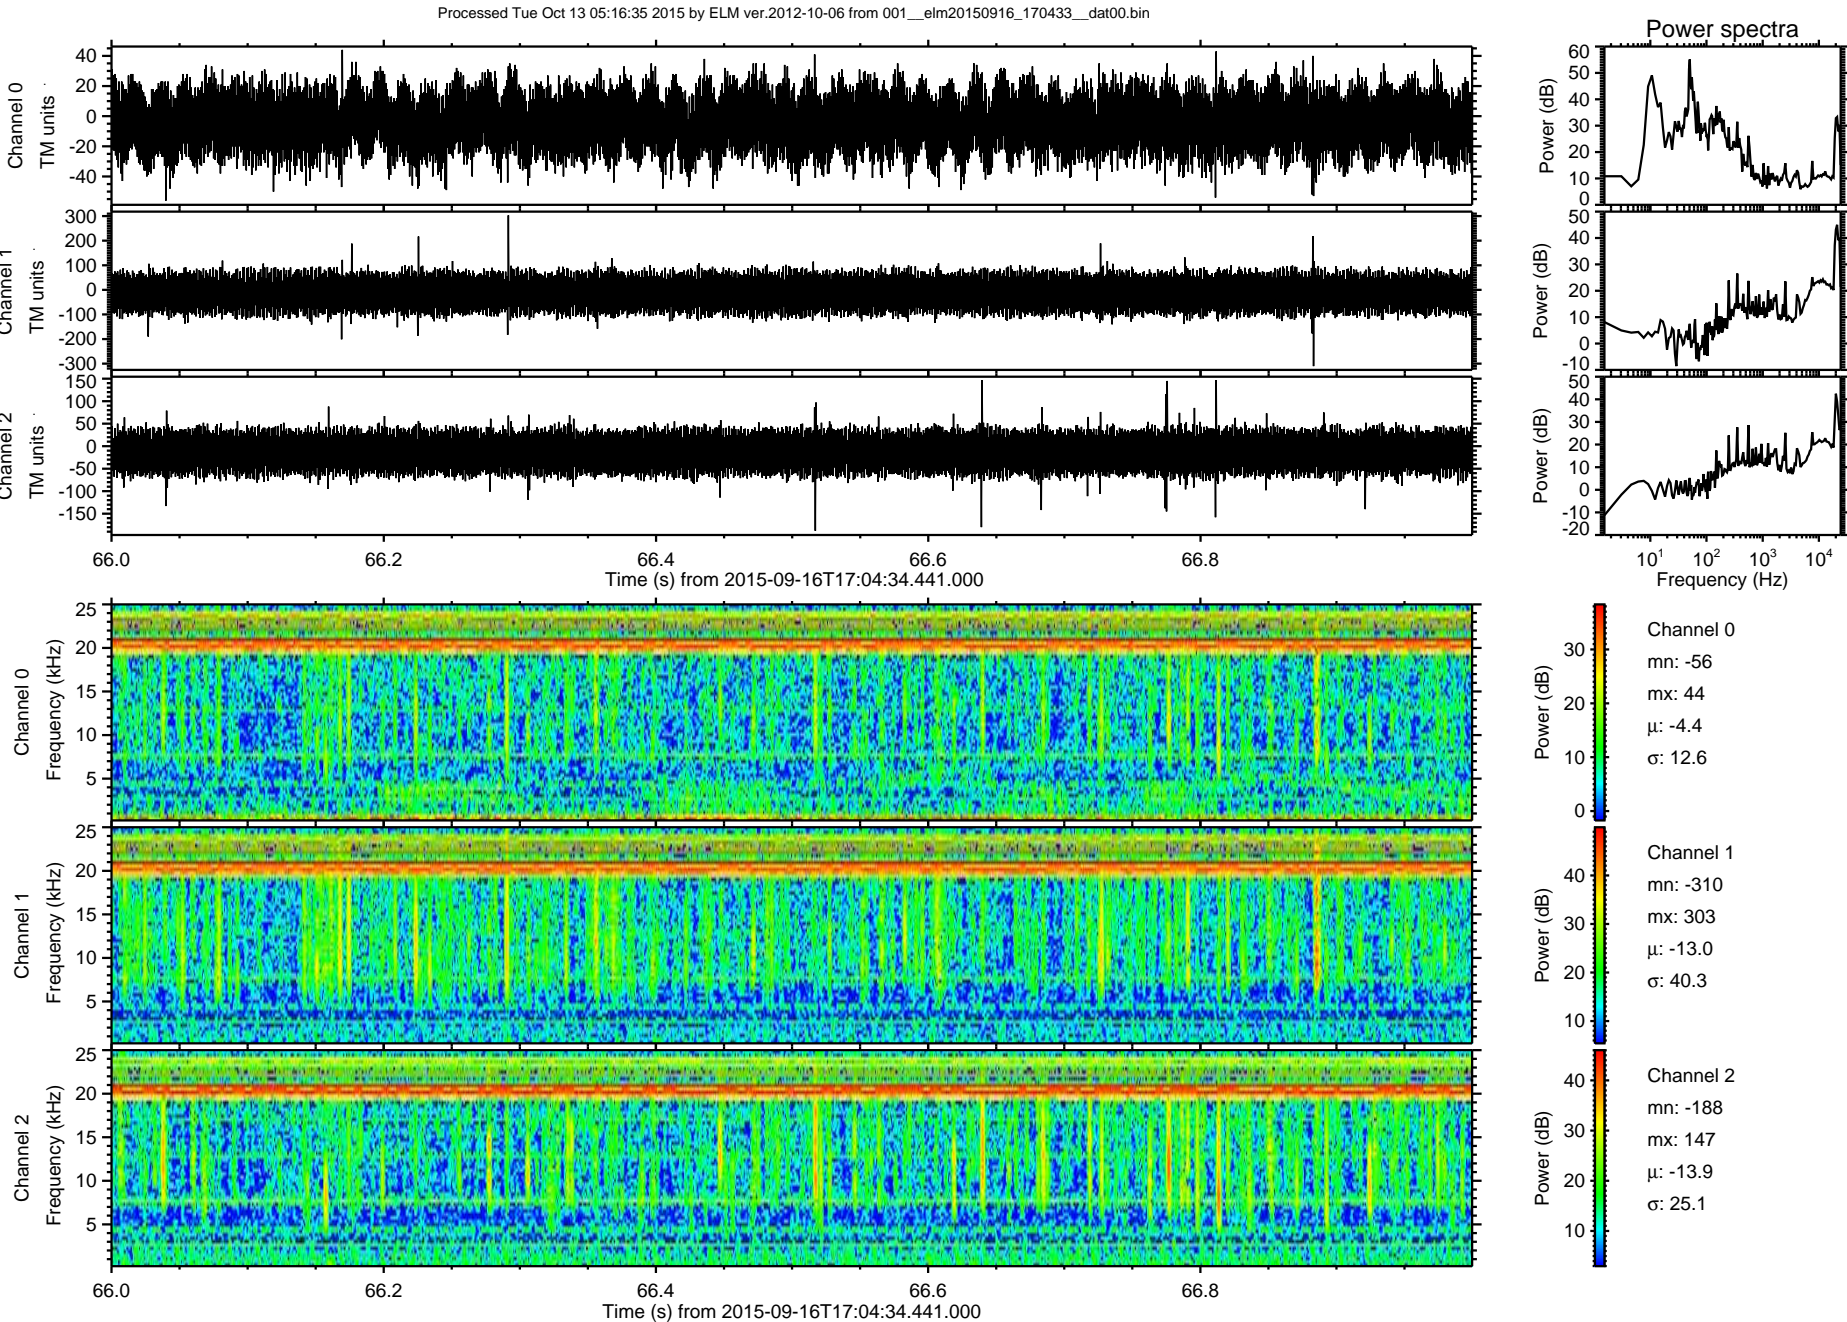 Processed Tue Oct 13 05:16:35 2015 by ELM ver.2012-10-06 from 001__elm20150916_170433__dat00.bin
Power spectra
Channel 0
TM units
40
20
0
-20
-40
Power (dB)
60
50
40
30
20
10
0
Channel 1
TM units
300
200
100
0
-100
-200
-300
Power (dB)
50
40
30
20
10
0
-10
Channel 2
TM units
150
100
50
0
-50
-100
-150
Power (dB)
50
40
30
20
10
0
-10
-20
66.0 66.2 66.4 66.6 66.8
Time (s) from 2015-09-16T17:04:34.441.000
10^1 10^2 10^3 10^4
Frequency (Hz)
Channel 0
Frequency (kHz)
25
20
15
10
5
Power (dB)
30
20
10
0
Channel 0
mn: -56
mx: 44
μ: -4.4
σ: 12.6
Channel 1
Frequency (kHz)
25
20
15
10
5
Power (dB)
40
30
20
10
Channel 1
mn: -310
mx: 303
μ: -13.0
σ: 40.3
Channel 2
Frequency (kHz)
25
20
15
10
5
Power (dB)
40
30
20
10
Channel 2
mn: -188
mx: 147
μ: -13.9
σ: 25.1
66.0 66.2 66.4 66.6 66.8
Time (s) from 2015-09-16T17:04:34.441.000